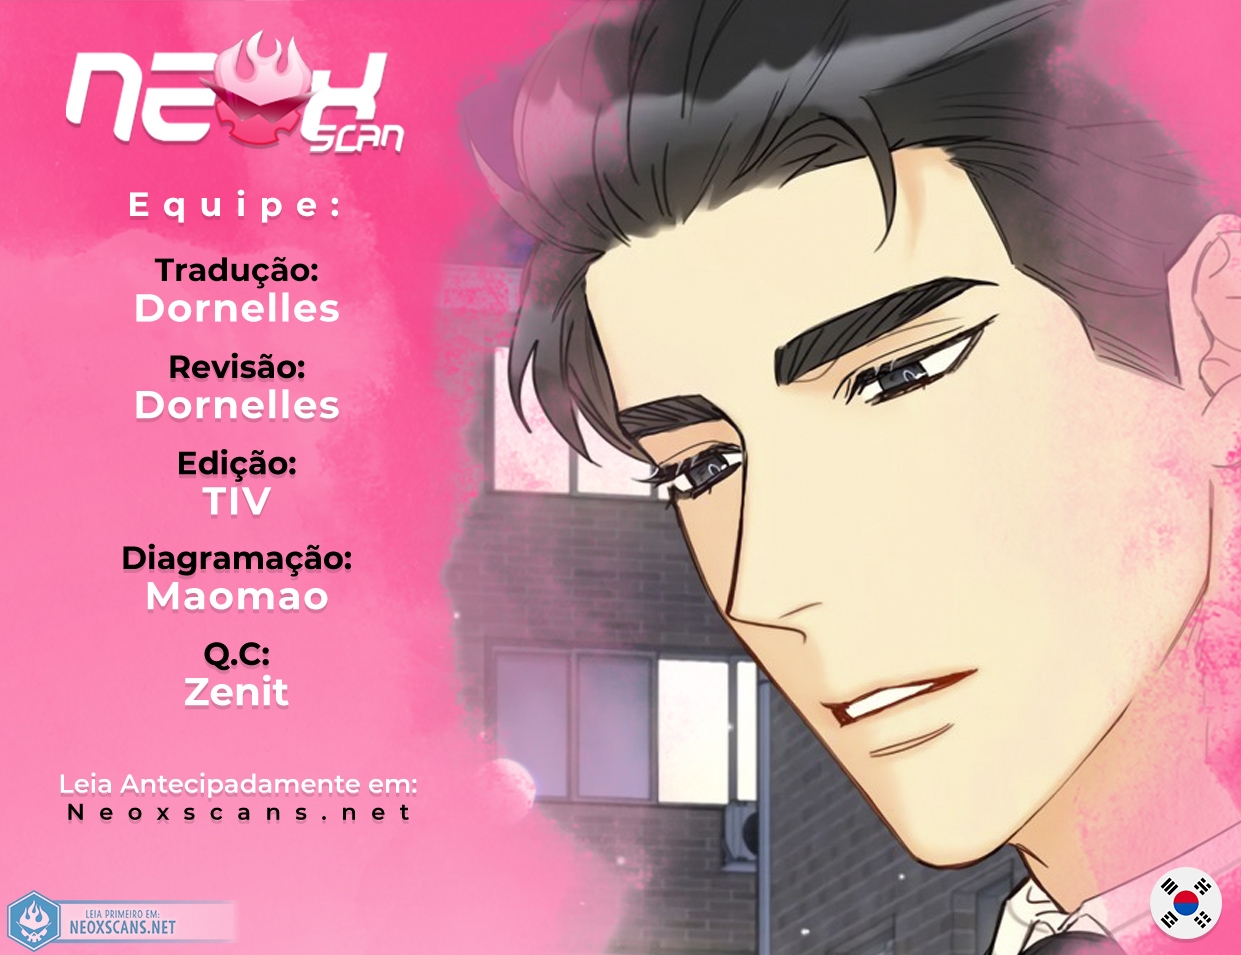 NEOX
SCAN
Equipe:
Tradução:
Dornelles
Revisão:
Dornelles
Edição:
TIV
Diagramação:
Maomao
Q.C:
Zenit
Leia Antecipadamente em:
Neoxscans.net
LEIA PRIMEIRO EM:
NEOXSCANS.NET